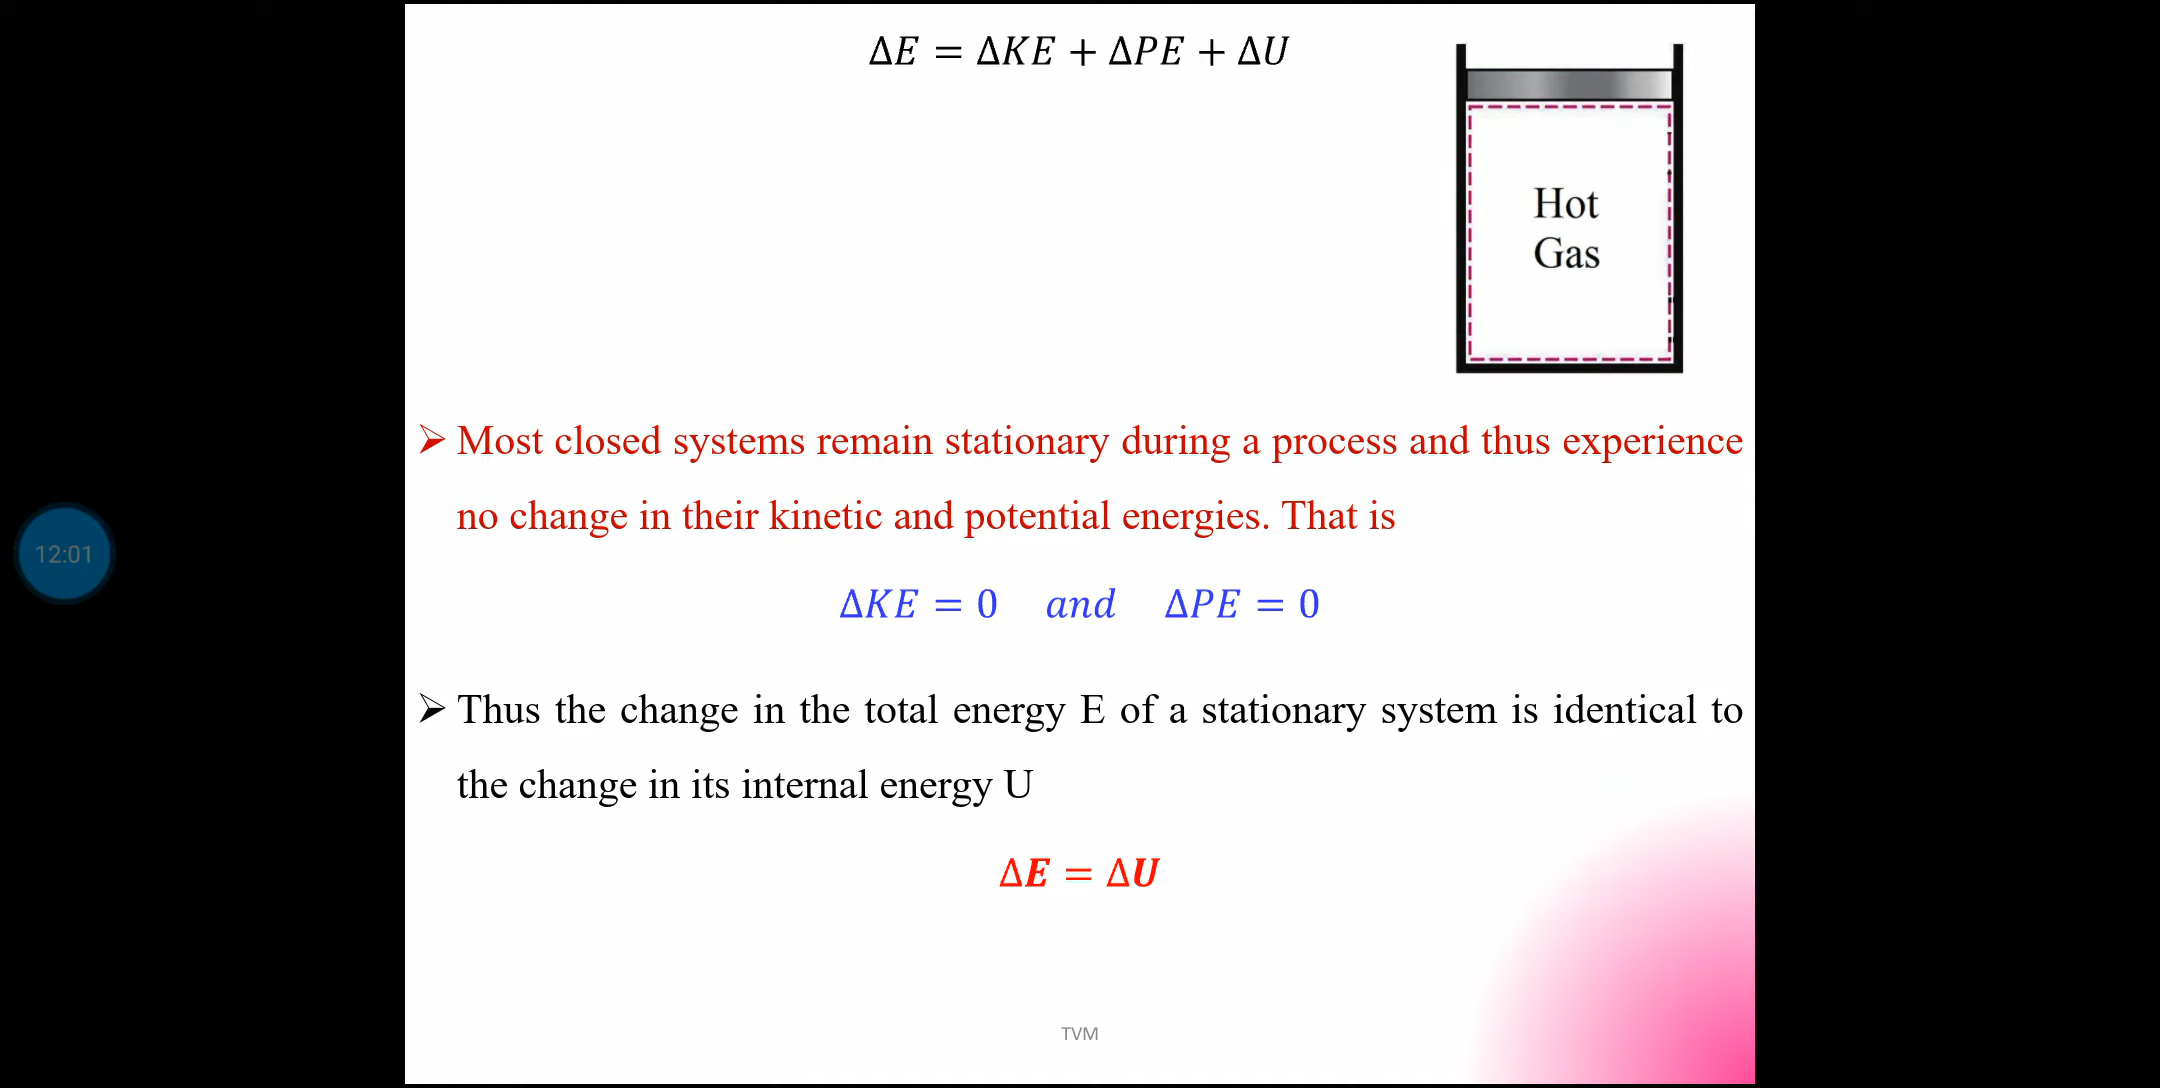 ΔE = ΔKE + ΔPE + ΔU
Hot
Gas
➢ Most closed systems remain stationary during a process and thus experience
no change in their kinetic and potential energies. That is
12:01
ΔKE = 0 and ΔPE = 0
➢ Thus the change in the total energy E of a stationary system is identical to
the change in its internal energy U
ΔE = ΔU
TVM